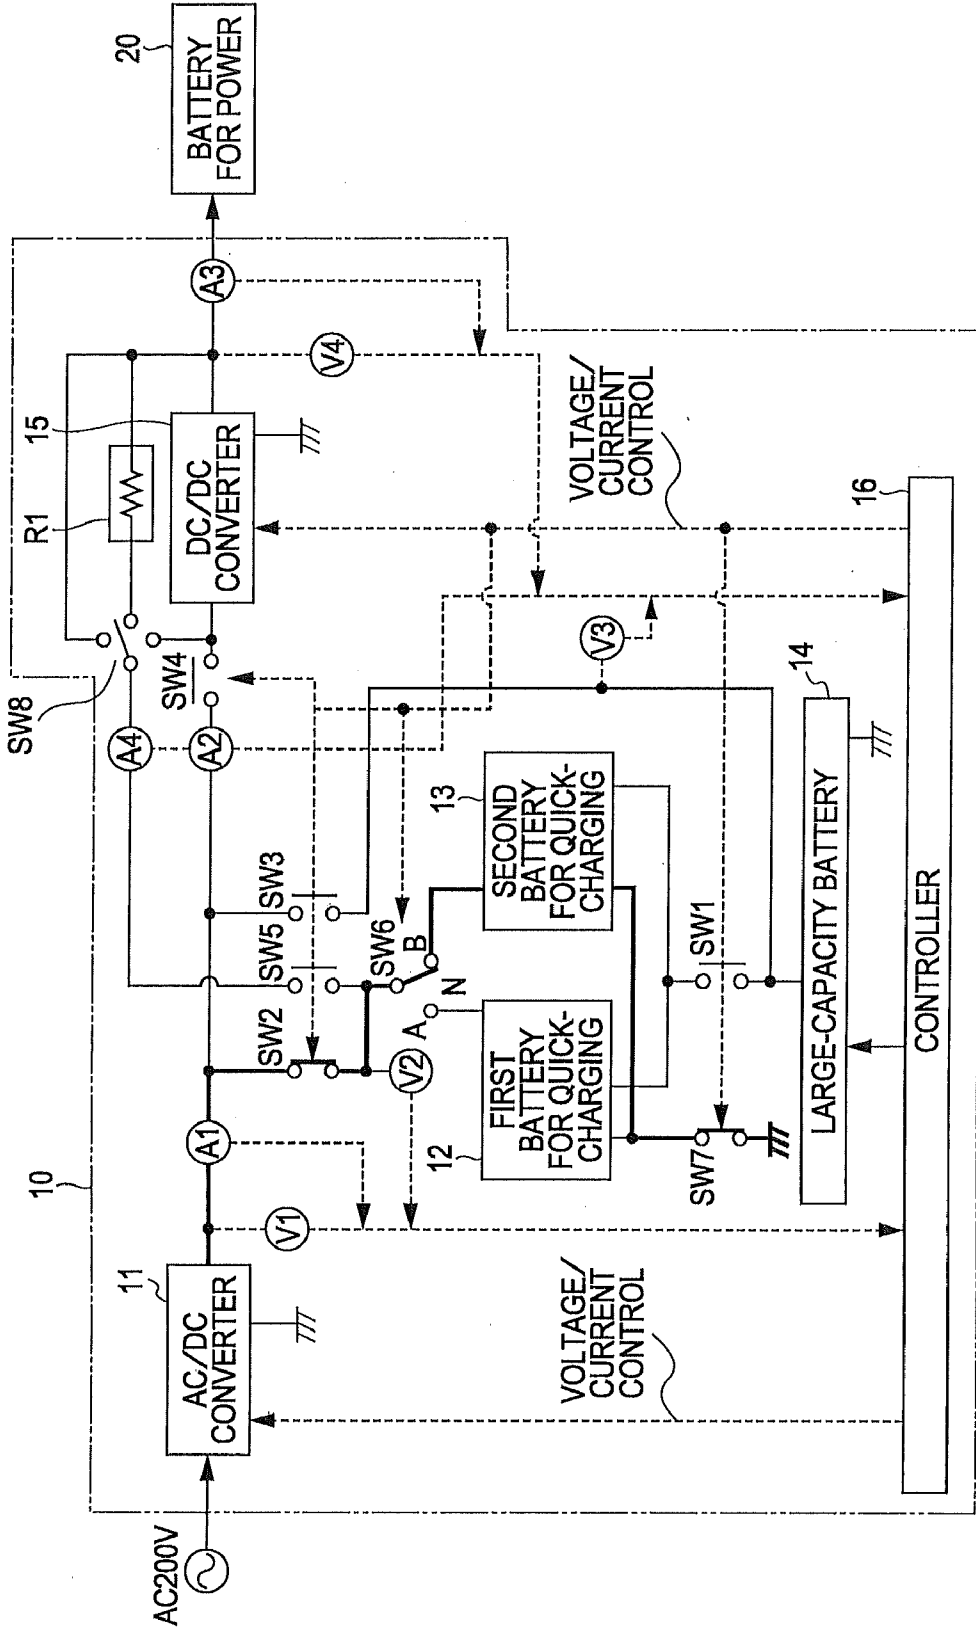 10
AC200V
11
AC/DC
CONVERTER
V1
A1
SW2
SW5
SW3
A4
A2
SW8
SW4
R1
15
DC/DC
CONVERTER
V4
A3
20
BATTERY
FOR POWER
V2
SW6
A
N
B
12
FIRST
BATTERY
FOR QUICK-
CHARGING
13
SECOND
BATTERY
FOR QUICK-
CHARGING
V3
VOLTAGE/
CURRENT
CONTROL
VOLTAGE/
CURRENT
CONTROL
SW7
SW1
14
LARGE-CAPACITY BATTERY
16
CONTROLLER